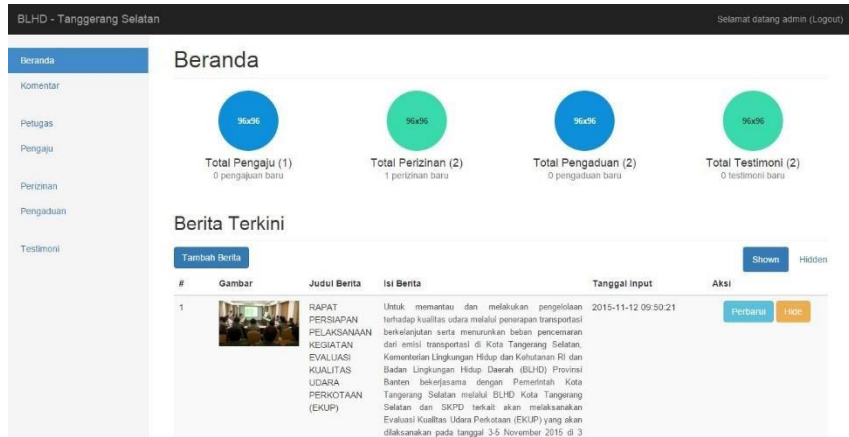 BLHD - Tanggerang Selatan
Selamat datang admin (Logout)
Beranda
Komentar
Petugas
Pengaju
Perizinan
Pengaduan
Testimoni
Beranda
96x96
96x96
96x96
96x96
Total Pengaju (1)
0 pengajuan baru
Total Perizinan (2)
1 perizinan baru
Total Pengaduan (2)
0 pengaduan baru
Total Testimoni (2)
0 testimoni baru
Berita Terkini
Tambah Berita
Shown
Hidden
# Gambar Judul Berita Isi Berita Tanggal Input Aksi
1
RAPAT
PERSIAPAN
PELAKSANAAN
KEGIATAN
EVALUASI
KUALITAS
UDARA
PERKOTAAN
(EKUP)
Untuk memantau dan melakukan pengelolaan
terhadap kualitas udara melalui penerapan transportasi
berkelanjutan serta menurunkan beban pencemaran
dari emisi transportasi di Kota Tangerang Selatan,
Kementerian Lingkungan Hidup dan Kehutanan RI dan
Badan Lingkungan Hidup Daerah (BLHD) Provinsi
Banten bekerjasama dengan Pemerintah Kota
Tangerang Selatan melalui BLHD Kota Tangerang
Selatan dan SKPD terkait akan melaksanakan
Evaluasi Kualitas Udara Perkotaan (EKUP) yang akan
dilaksanakan pada tanggal 3-5 November 2015 di 3
2015-11-12 09:50:21
Perbarui
Hide